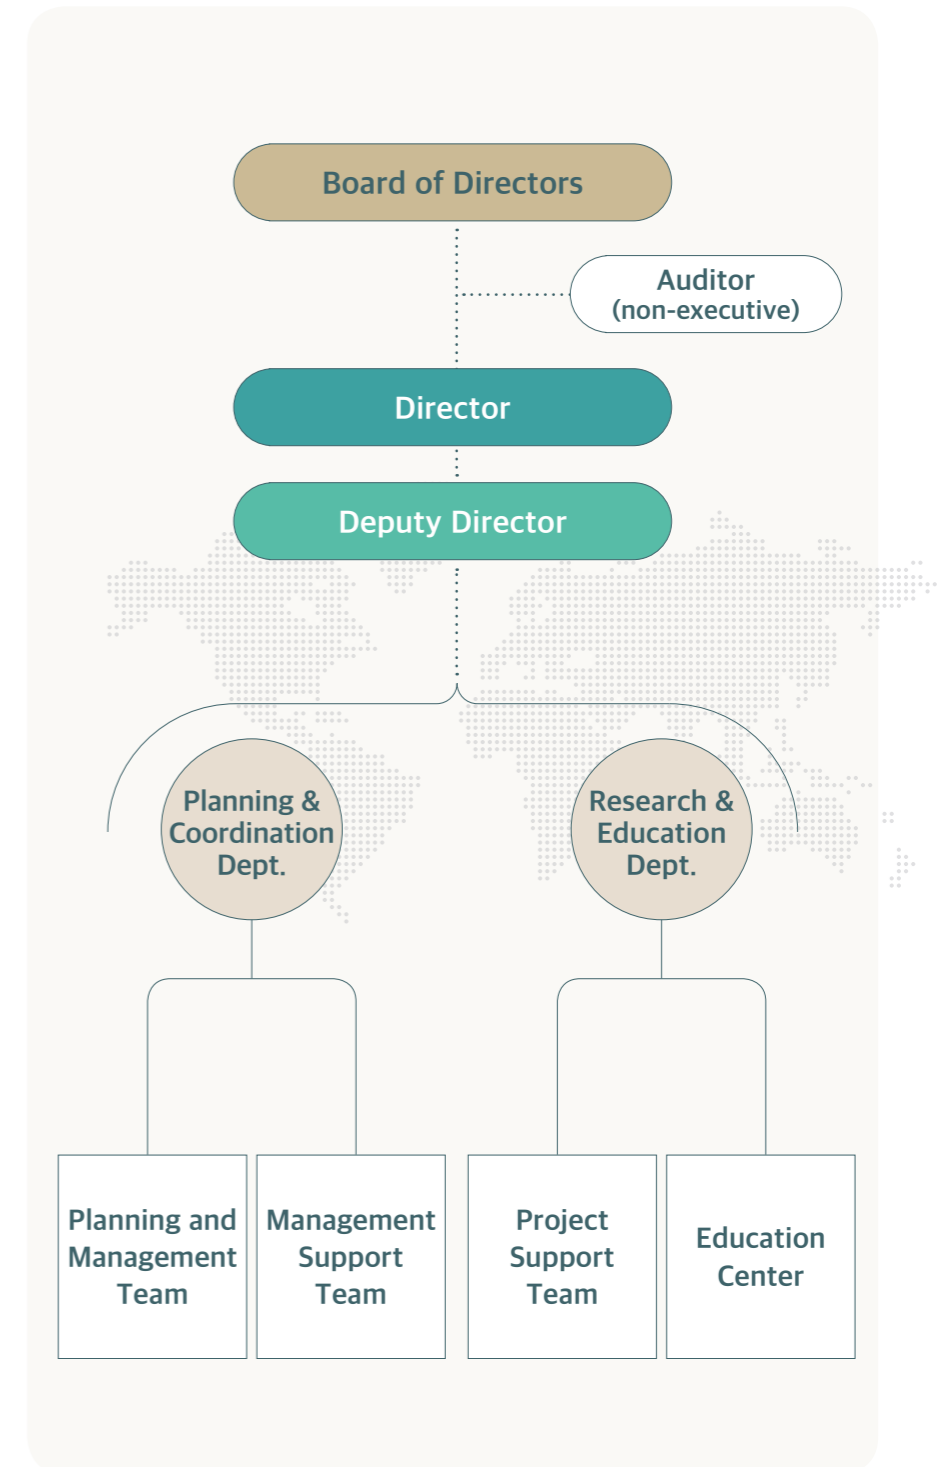 Board of Directors
Auditor
(non-executive)
Director
Deputy Director
Planning &
Coordination
Dept.
Research &
Education
Dept.
Planning and
Management
Team
Management
Support
Team
Project
Support
Team
Education
Center